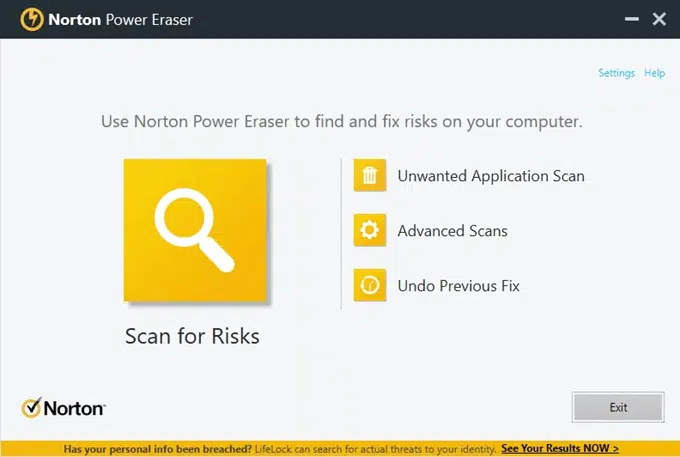 Norton Power Eraser
Settings Help
Use Norton Power Eraser to find and fix risks on your computer.
Unwanted Application Scan
Advanced Scans
Undo Previous Fix
Scan for Risks
Norton
Exit
Has your personal info been breached? LifeLock can search for actual threats to your identity. See Your Results NOW >